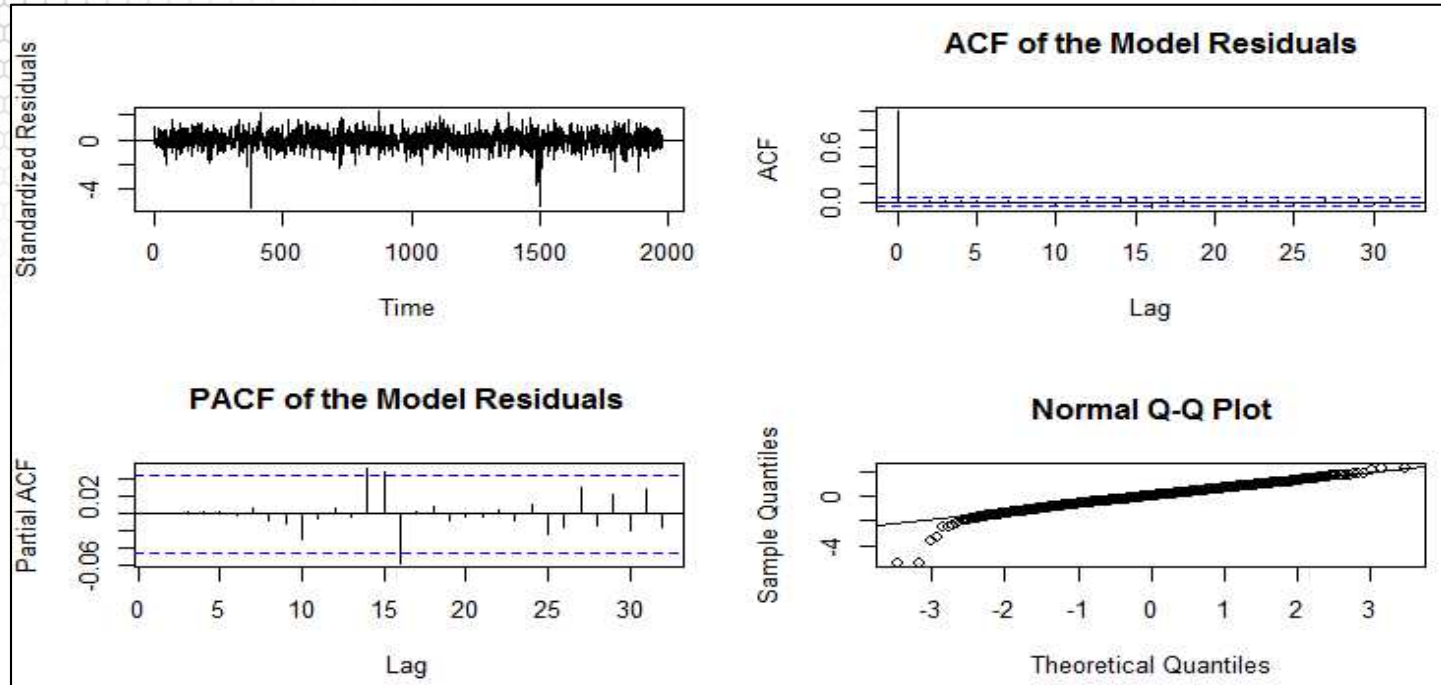 Standardized Residuals
0
-4
0 500 1000 1500 2000
Time
ACF of the Model Residuals
ACF
0.6
0.0
0 5 10 15 20 25 30
Lag
PACF of the Model Residuals
Partial ACF
0.02
-0.06
0 5 10 15 20 25 30
Lag
Normal Q-Q Plot
Sample Quantiles
0
-4
-3 -2 -1 0 1 2 3
Theoretical Quantiles